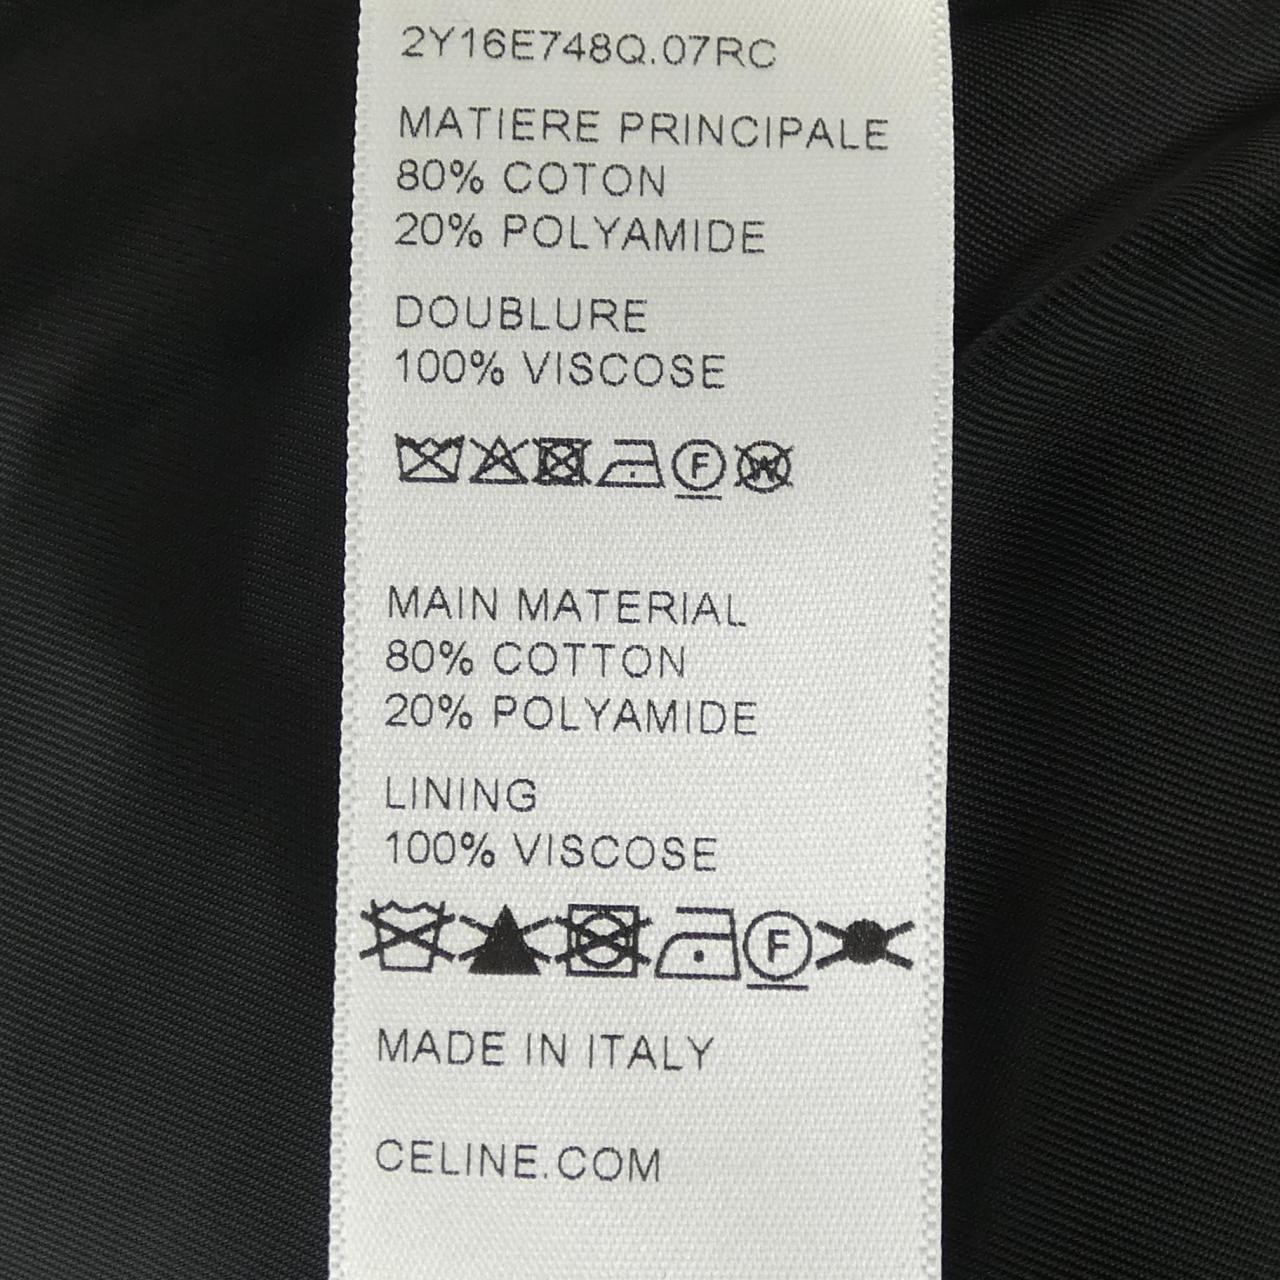 2Y16E748Q.07RC
MATIERE PRINCIPALE
80% COTON
20% POLYAMIDE
DOUBLURE
100% VISCOSE
F W
MAIN MATERIAL
80% COTTON
20% POLYAMIDE
LINING
100% VISCOSE
F
MADE IN ITALY
CELINE.COM